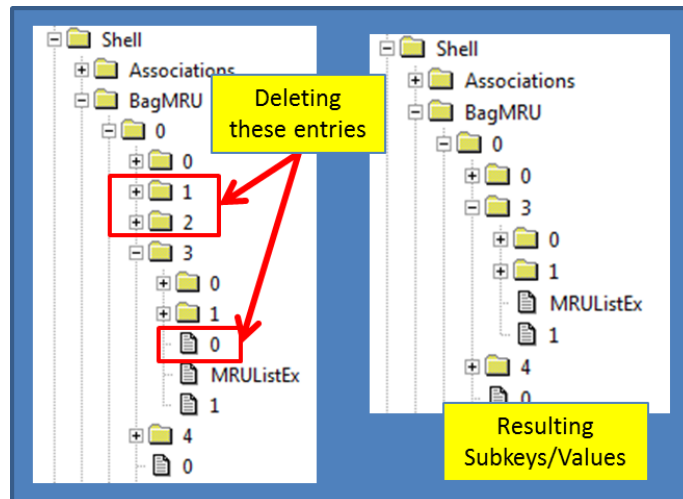 Shell
Associations
BagMRU
0
0
1
2
3
0
1
0
MRUListEx
1
4
0
Deleting
these entries
Shell
Associations
BagMRU
0
0
3
0
1
MRUListEx
1
4
0
Resulting
Subkeys/Values